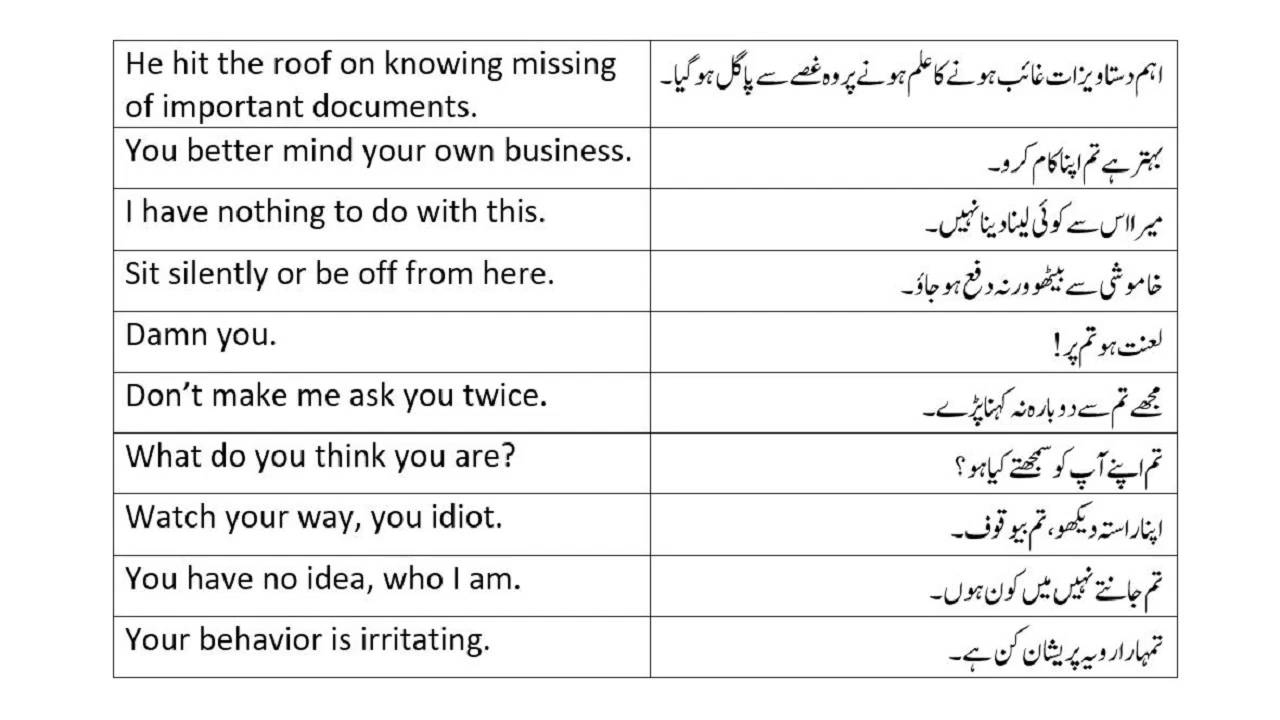 He hit the roof on knowing missing
of important documents.
اہم دستاویزات غائب ہونے کا علم ہونے پر وہ غصے سے پاگل ہو گیا۔
You better mind your own business.
بہتر ہے تم اپنا کام کرو۔
I have nothing to do with this.
میرا اس سے کوئی لینا دینا نہیں۔
Sit silently or be off from here.
خاموشی سے بیٹھو ورنہ دفع ہو جاؤ۔
Damn you.
لعنت ہو تم پر!
Don’t make me ask you twice.
مجھے تم سے دوبارہ نہ کہنا پڑے۔
What do you think you are?
تم اپنے آپ کو سمجھتے کیا ہو؟
Watch your way, you idiot.
اپنا راستہ دیکھو، تم بیوقوف۔
You have no idea, who I am.
تم جانتے نہیں میں کون ہوں۔
Your behavior is irritating.
تمہارا رویہ پریشان کن ہے۔